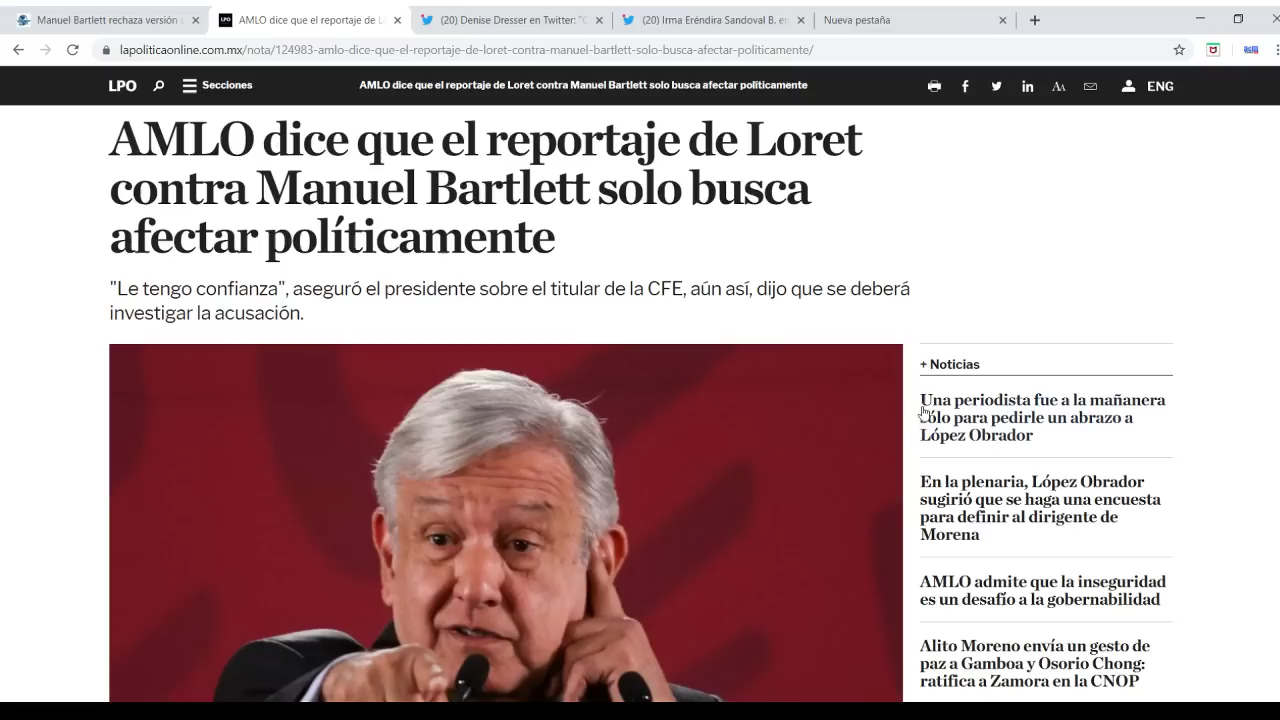 Manuel Bartlett rechaza versión
LPO
AMLO dice que el reportaje de L
(20) Denise Dresser en Twitter: "
(20) Irma Eréndira Sandoval B. en
Nueva pestaña
lapoliticaonline.com.mx/nota/124983-amlo-dice-que-el-reportaje-de-loret-contra-manuel-bartlett-solo-busca-afectar-politicamente/
LPO
Secciones
AMLO dice que el reportaje de Loret contra Manuel Bartlett solo busca afectar políticamente
AA
ENG
AMLO dice que el reportaje de Loret
contra Manuel Bartlett solo busca
afectar políticamente
"Le tengo confianza", aseguró el presidente sobre el titular de la CFE, aún así, dijo que se deberá
investigar la acusación.
+ Noticias
Una periodista fue a la mañanera
sólo para pedirle un abrazo a
López Obrador
En la plenaria, López Obrador
sugirió que se haga una encuesta
para definir al dirigente de
Morena
AMLO admite que la inseguridad
es un desafío a la gobernabilidad
Alito Moreno envía un gesto de
paz a Gamboa y Osorio Chong:
ratifica a Zamora en la CNOP